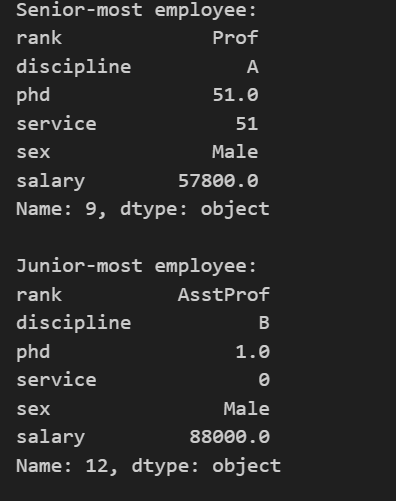 Senior-most employee:
rank Prof
discipline A
phd 51.0
service 51
sex Male
salary 57800.0
Name: 9, dtype: object
Junior-most employee:
rank AsstProf
discipline B
phd 1.0
service 0
sex Male
salary 88000.0
Name: 12, dtype: object